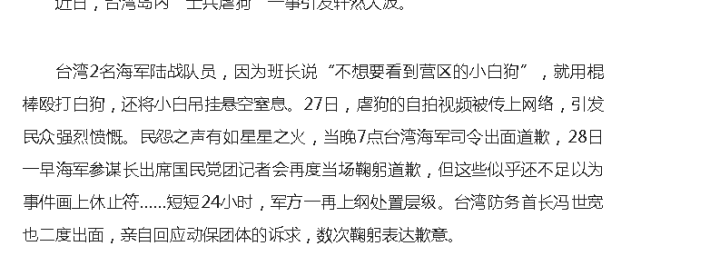 近日，台湾岛内“士兵虐狗”一事引发轩然大波。
台湾2名海军陆战队员，因为班长说“不想要看到营区的小白狗”，就用棍
棒殴打白狗，还将小白吊挂悬空窒息。27日，虐狗的自拍视频被传上网络，引发
民众强烈愤慨。民怨之声有如星星之火，当晚7点台湾海军司令出面道歉，28日
一早海军参谋长出席国民党团记者会再度当场鞠躬道歉，但这些似乎还不足以为
事件画上休止符……短短24小时，军方一再上纲处置层级。台湾防务首长冯世宽
也二度出面，亲自回应动保团体的诉求，数次鞠躬表达歉意。